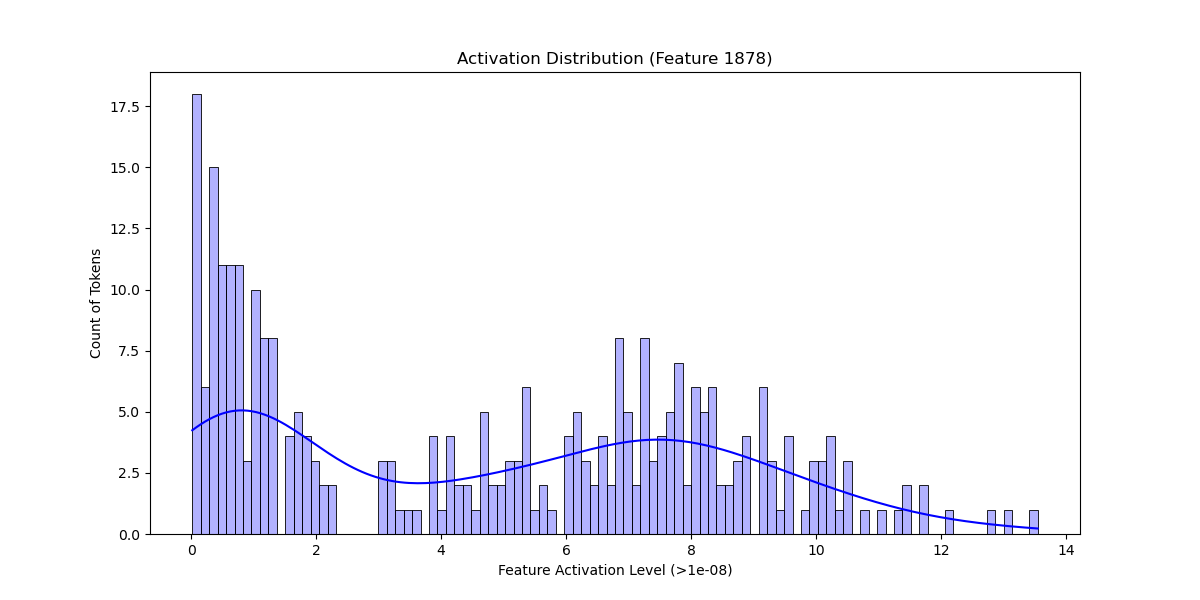 Activation Distribution (Feature 1878)
17.5
15.0
12.5
10.0
7.5
5.0
2.5
0.0
Count of Tokens
0 2 4 6 8 10 12 14
Feature Activation Level (>1e-08)